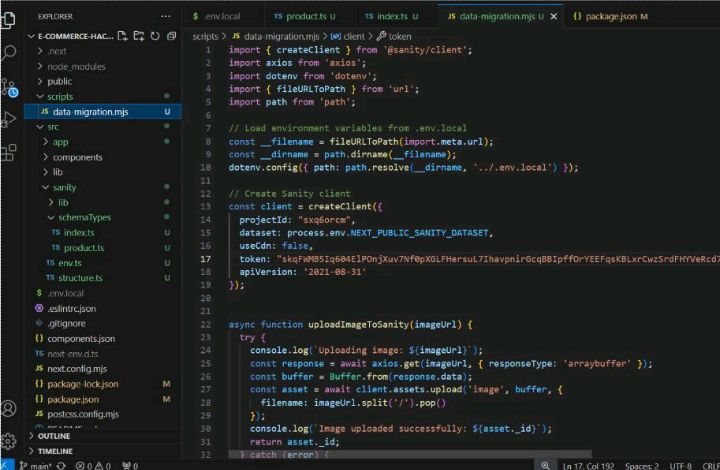 EXPLORER
E-COMMERCE-HAC...
.next
node_modules
public
scripts
JS data-migration.mjs U
src
app
components
lib
sanity
lib
schemaTypes
TS index.ts U
TS product.ts U
TS env.ts U
TS structure.ts U
$ .env.local
.eslintrc.json
.gitignore
{} components.json
TS next-env.d.ts
JS next.config.mjs
{} package-lock.json M
{} package.json M
JS postcss.config.mjs
OUTLINE
TIMELINE
$ .env.local
TS product.ts U
TS index.ts U
JS data-migration.mjs U
{} package.json M
scripts > JS data-migration.mjs > client > token
1 import { createClient } from '@sanity/client';
2 import axios from 'axios';
3 import dotenv from 'dotenv';
4 import { fileURLToPath } from 'url';
5 import path from 'path';
6
7 // Load environment variables from .env.local
8 const __filename = fileURLToPath(import.meta.url);
9 const __dirname = path.dirname(__filename);
10 dotenv.config({ path: path.resolve(__dirname, '../.env.local') });
11
12 // Create Sanity client
13 const client = createClient({
14 projectId: "sxq6orcm",
15 dataset: process.env.NEXT_PUBLIC_SANITY_DATASET,
16 useCdn: false,
17 token:
18 apiVersion: '2021-08-31'
19 });
20
21
22 async function uploadImageToSanity(imageUrl) {
23 try {
24 console.log(`Uploading image: ${imageUrl}`);
25 const response = await axios.get(imageUrl, { responseType: 'arraybuffer' });
26 const buffer = Buffer.from(response.data);
27 const asset = await client.assets.upload('image', buffer, {
28 filename: imageUrl.split('/').pop()
29 });
30 console.log(`Image uploaded successfully: ${asset._id}`);
31 return asset._id;
32 } catch (error) {
main* 0 0 0 Ln 17, Col 192 Spaces: 2 UTF-8 CRLF